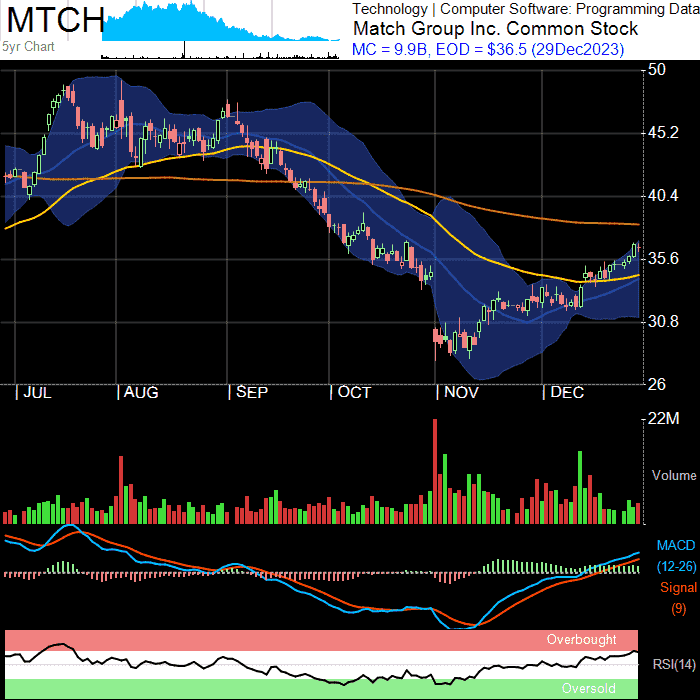 MTCH
Technology | Computer Software: Programming Data
Match Group Inc. Common Stock
5yr Chart
MC = 9.9B, EOD = $36.5 (29Dec2023)
50
45.2
40.4
35.6
30.8
26
| JUL | AUG | SEP | OCT | NOV | DEC
22M
Volume
MACD
(12-26)
Signal
(9)
Overbought
RSI(14)
Oversold